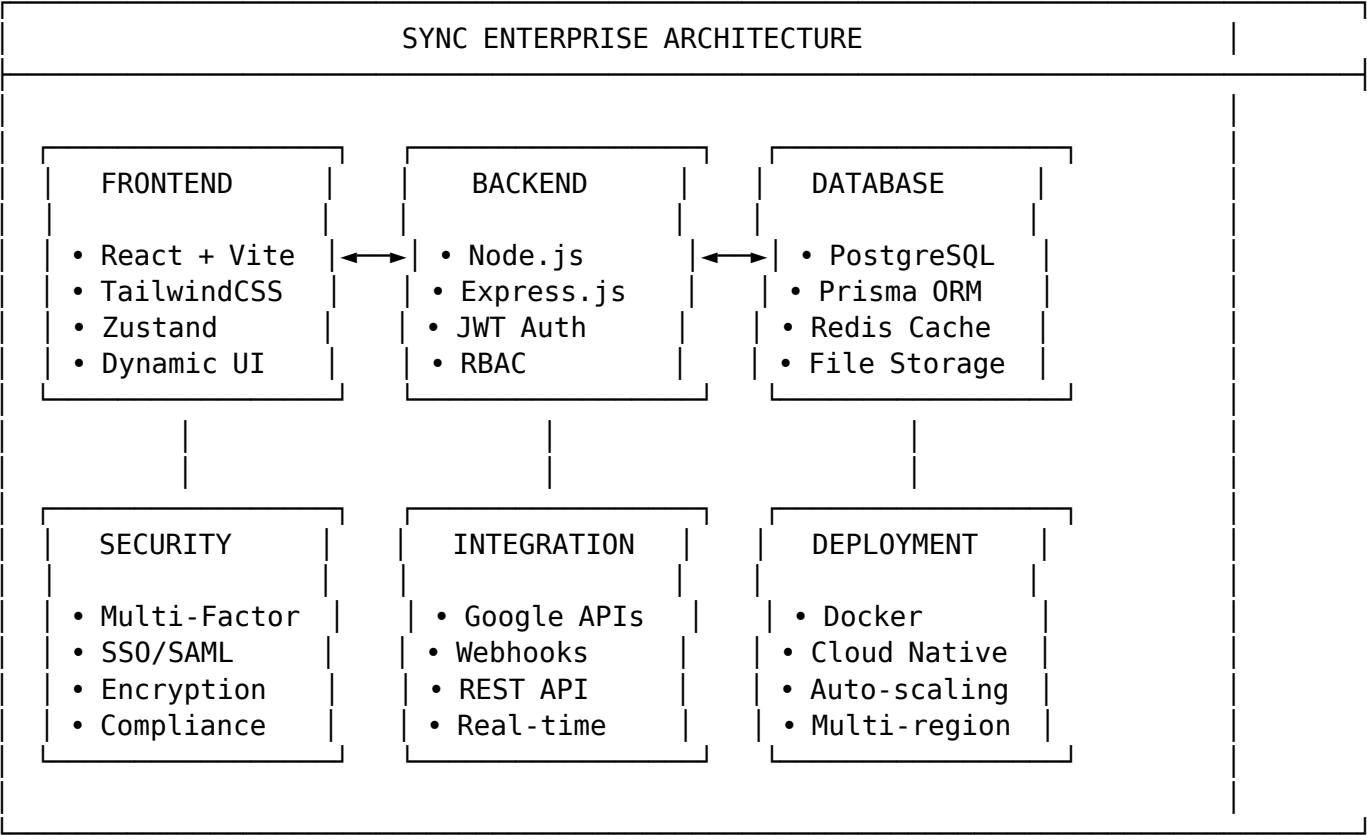 SYNC ENTERPRISE ARCHITECTURE
FRONTEND BACKEND DATABASE
• React + Vite • Node.js • PostgreSQL
• TailwindCSS • Express.js • Prisma ORM
• Zustand • JWT Auth • Redis Cache
• Dynamic UI • RBAC • File Storage
SECURITY INTEGRATION DEPLOYMENT
• Multi-Factor • Google APIs • Docker
• SSO/SAML • Webhooks • Cloud Native
• Encryption • REST API • Auto-scaling
• Compliance • Real-time • Multi-region